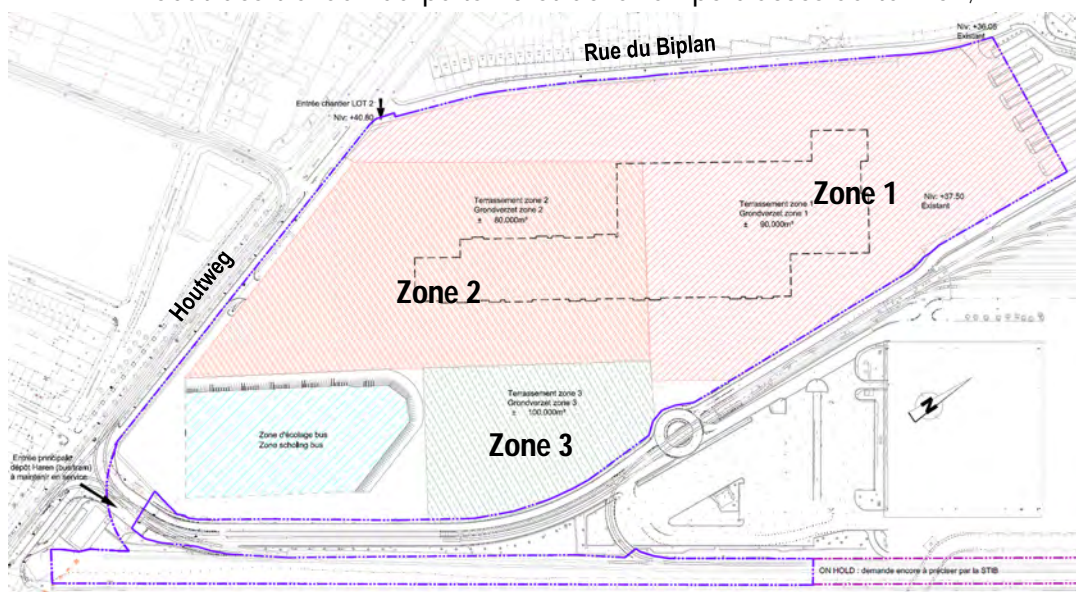 Rue du Biplan
Niv: +36.05
Existant
Entrée chantier LOT 2
Niv: +40.60
Terrassement zone 2
Grondverzet zone 2
± 80.000m³
Terrassement zone 1
Grondverzet zone 1
± 90.000m³
Zone 1
Niv: +37.50
Existant
Houtweg
Zone 2
Terrassement zone 3
Grondverzet zone 3
± 100.000m³
Zone 3
Zone d'écolage bus
Zone scholing bus
Entrée principale
dépôt Haren (bus/tram)
à maintenir en service
N
ON HOLD : demande encore à préciser par la STIB